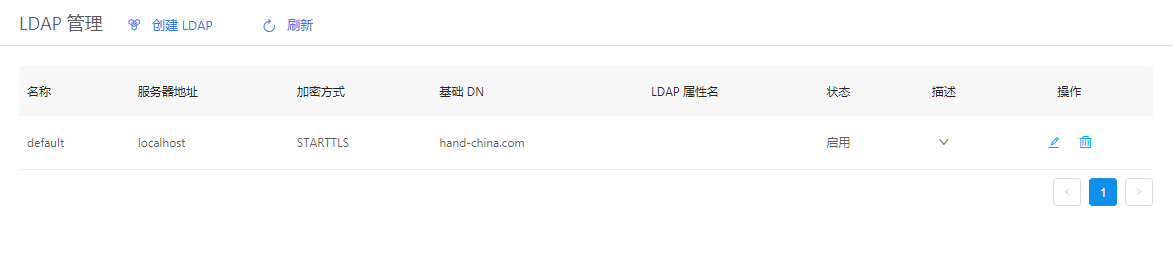 LDAP 管理 创建 LDAP 刷新
名称 服务器地址 加密方式 基础 DN LDAP 属性名 状态 描述 操作
default localhost STARTTLS hand-china.com 启用
1